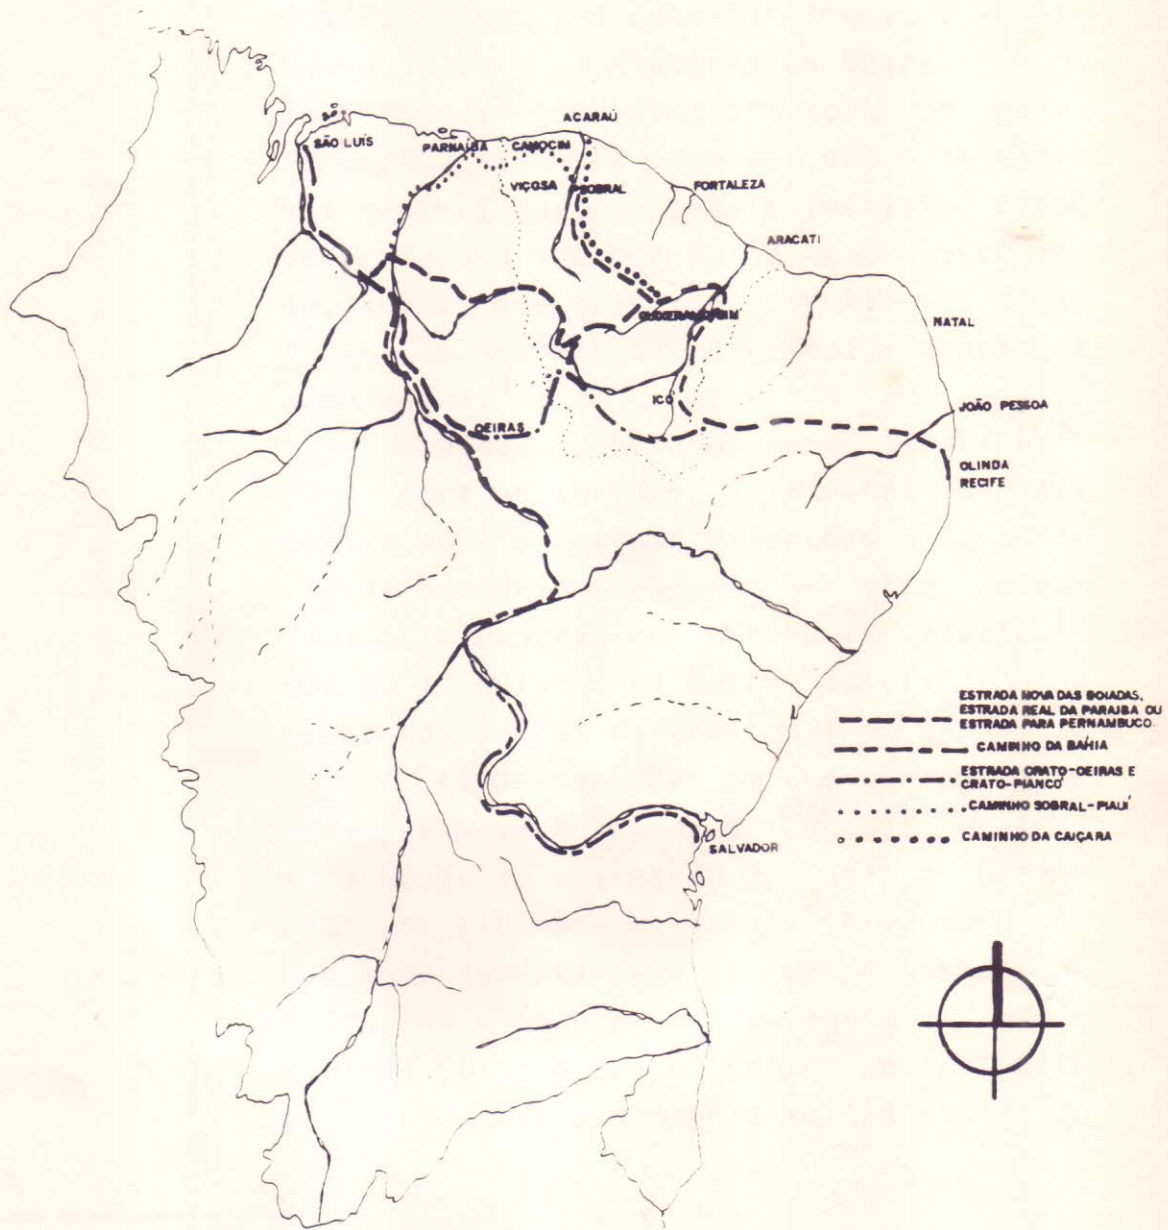 ACARAÚ
SÃO LUÍS
PARNAÍBA
CAMOCIM
VIÇOSA
SOBRAL
FORTALEZA
ARACATI
NATAL
ICÓ
OEIRAS
JOÃO PESSOA
OLINDA
RECIFE
ESTRADA NOVA DAS BOIADAS,
ESTRADA REAL DA PARAIBA OU
ESTRADA PARA PERNAMBUCO.
CAMINHO DA BAHIA
ESTRADA CRATO-OEIRAS E
CRATO-PIANCÓ
CAMINHO SOBRAL-PIAUÍ
CAMINHO DA CAIÇARA
SALVADOR